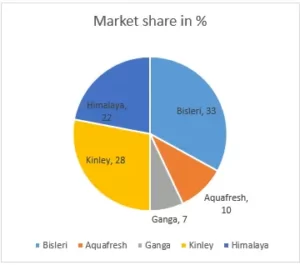 Market share in %
Himalaya,
22
Bisleri, 33
Kinley, 28
Aquafresh,
10
Ganga, 7
Bisleri Aquafresh Ganga Kinley Himalaya